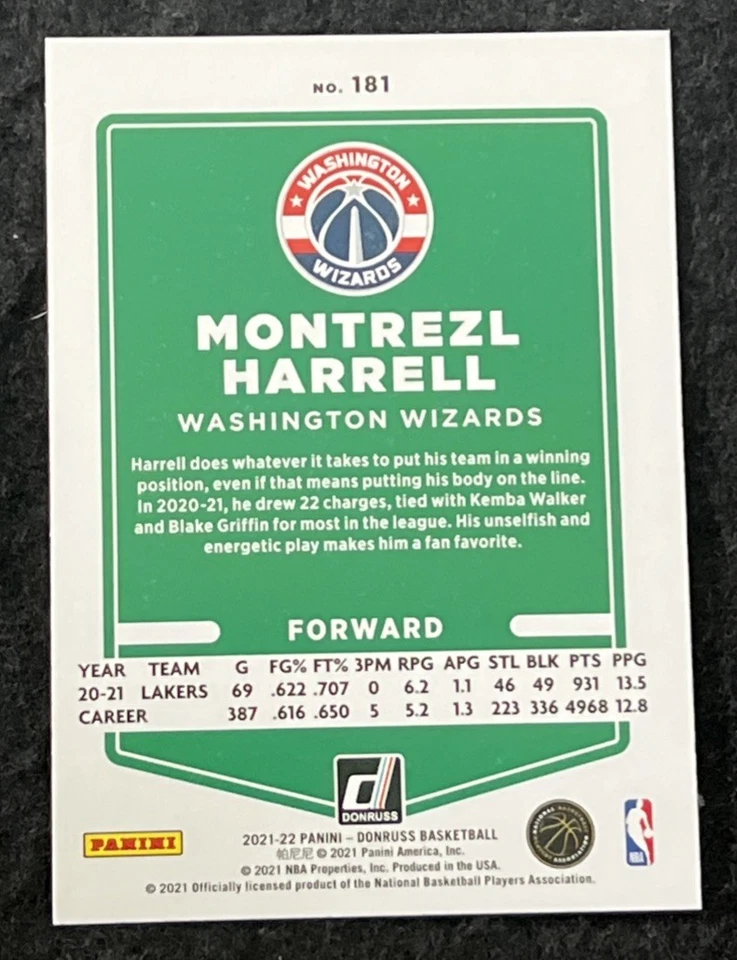 NO. 181
WASHINGTON
WIZARDS
MONTREZL
HARRELL
WASHINGTON WIZARDS
Harrell does whatever it takes to put his team in a winning
position, even if that means putting his body on the line.
In 2020-21, he drew 22 charges, tied with Kemba Walker
and Blake Griffin for most in the league. His unselfish and
energetic play makes him a fan favorite.
FORWARD
YEAR TEAM G FG% FT% 3PM RPG APG STL BLK PTS PPG
20-21 LAKERS 69 .622 .707 0 6.2 1.1 46 49 931 13.5
CAREER 387 .616 .650 5 5.2 1.3 223 336 4968 12.8
d
DONRUSS
PANINI
2021-22 PANINI – DONRUSS BASKETBALL
帕尼尼 © 2021 Panini America, Inc.
© 2021 NBA Properties, Inc. Produced in the USA.
© 2021 Officially licensed product of the National Basketball Players Association.
NATIONAL BASKETBALL
PLAYERS ASSOCIATION
NBA